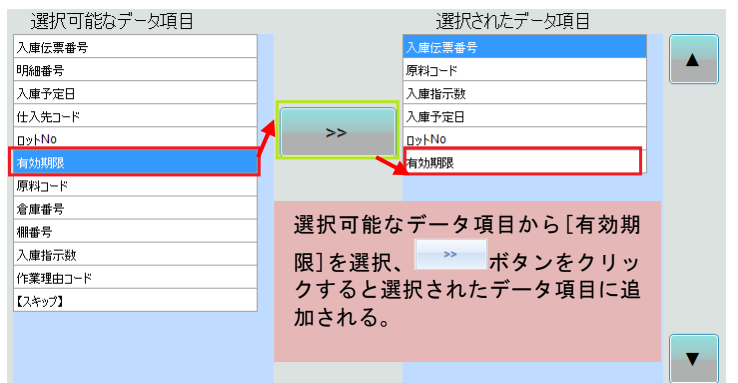 選択可能なデータ項目
入庫伝票番号
明細番号
入庫予定日
仕入先コード
ロットNo
有効期限
原料コード
倉庫番号
棚番号
入庫指示数
作業理由コード
【スキップ】
>>
選択されたデータ項目
入庫伝票番号
原料コード
入庫指示数
入庫予定日
ロットNo
有効期限
▲
▼
選択可能なデータ項目から[有効期
限]を選択、 >> ボタンをクリッ
クすると選択されたデータ項目に追
加される。